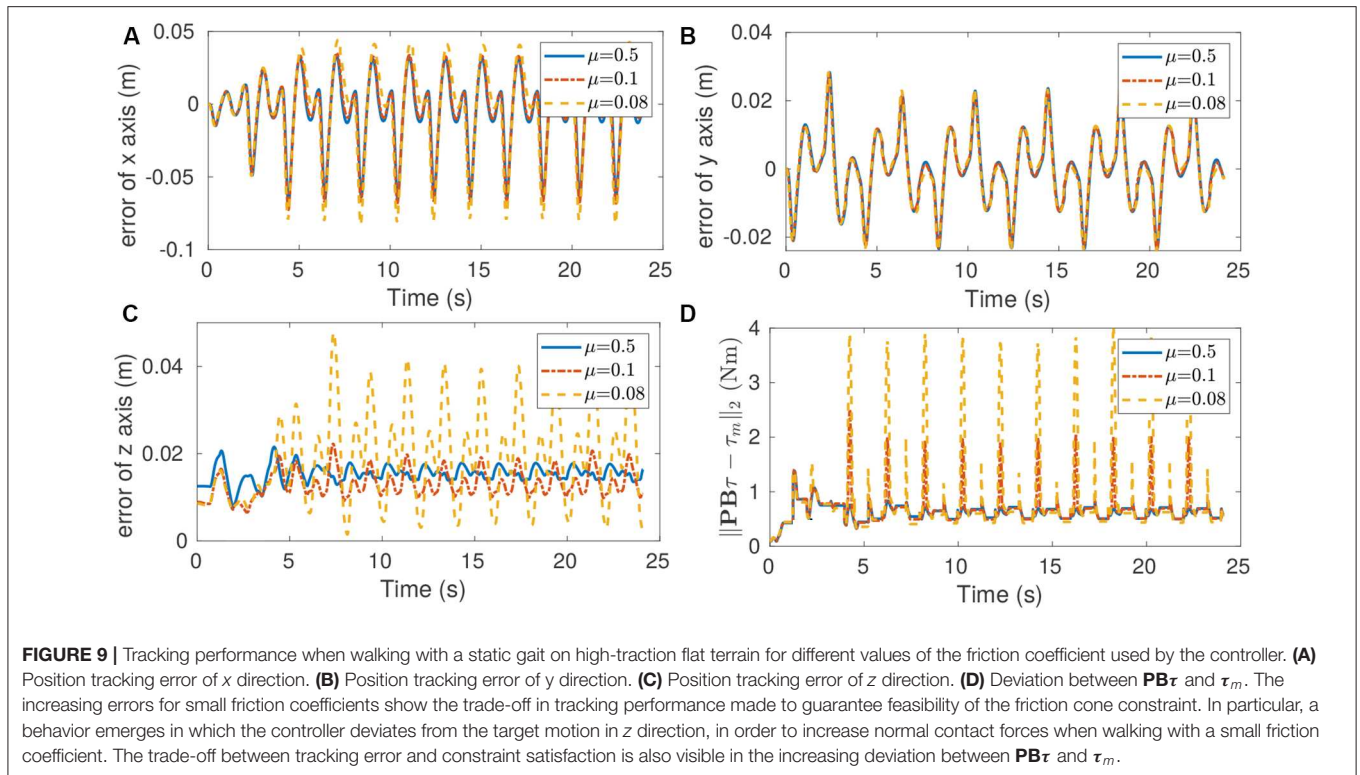 A
0.05
0
-0.05
-0.1
error of x axis (m)
μ=0.5
μ=0.1
μ=0.08
0 5 10 15 20 25
Time (s)
B
0.02
0
-0.02
error of y axis (m)
μ=0.5
μ=0.1
μ=0.08
0 5 10 15 20 25
Time (s)
C
0.04
0.02
0
error of z axis (m)
μ=0.5
μ=0.1
μ=0.08
0 5 10 15 20 25
Time (s)
D
4
3
2
1
0
||PBτ − τm||2 (Nm)
μ=0.5
μ=0.1
μ=0.08
0 5 10 15 20 25
Time (s)
FIGURE 9 | Tracking performance when walking with a static gait on high-traction flat terrain for different values of the friction coefficient used by the controller. (A)
Position tracking error of x direction. (B) Position tracking error of y direction. (C) Position tracking error of z direction. (D) Deviation between PBτ and τm. The
increasing errors for small friction coefficients show the trade-off in tracking performance made to guarantee feasibility of the friction cone constraint. In particular, a
behavior emerges in which the controller deviates from the target motion in z direction, in order to increase normal contact forces when walking with a small friction
coefficient. The trade-off between tracking error and constraint satisfaction is also visible in the increasing deviation between PBτ and τm.